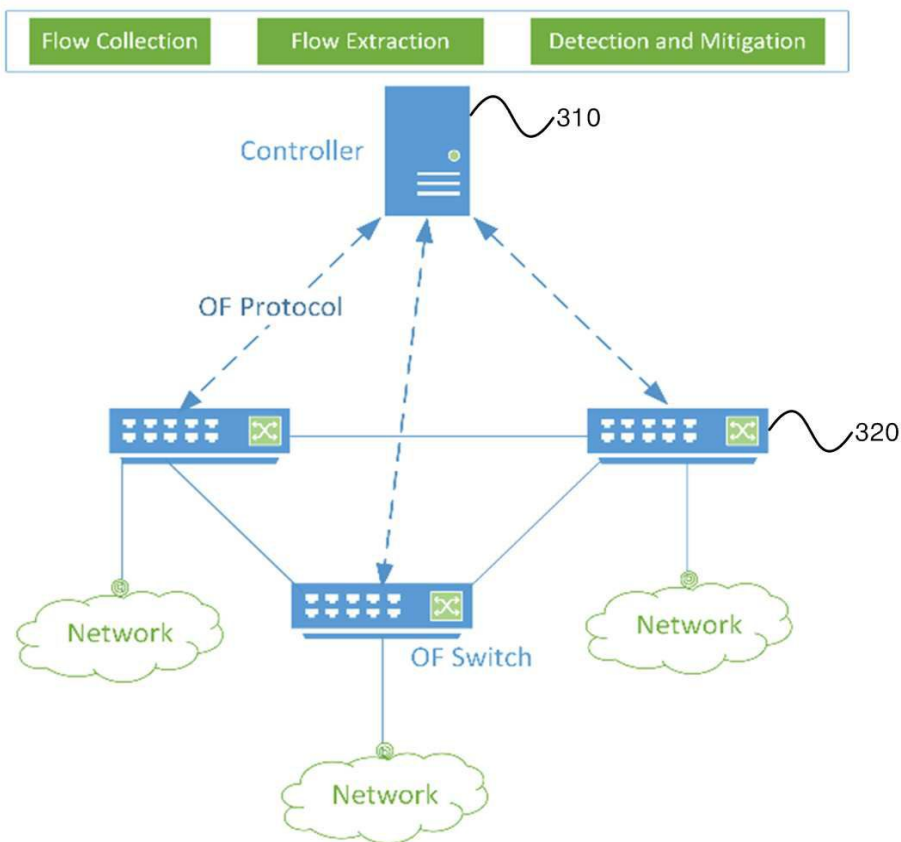 Flow Collection
Flow Extraction
Detection and Mitigation
310
Controller
OF Protocol
320
Network
Network
OF Switch
Network